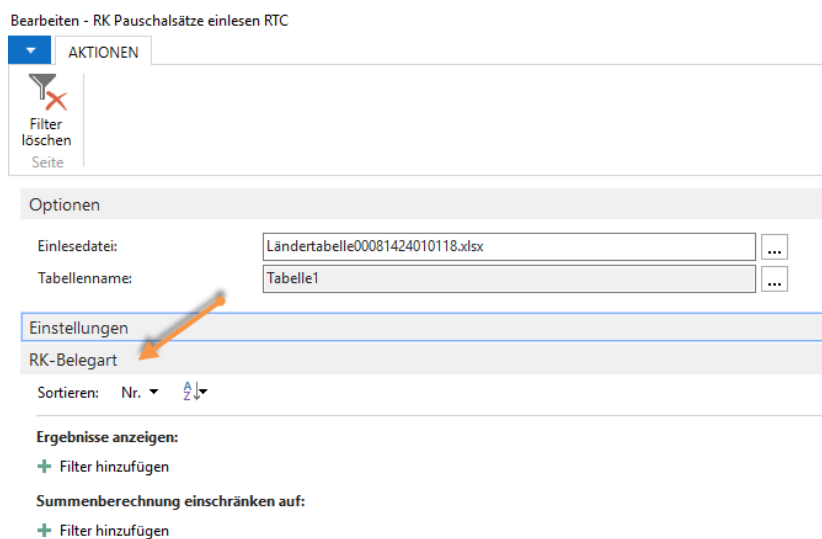 Bearbeiten - RK Pauschalsätze einlesen RTC
AKTIONEN
Filter
löschen
Seite
Optionen
Einlesedatei: Ländertabelle00081424010118.xlsx ...
Tabellenname: Tabelle1 ...
Einstellungen
RK-Belegart
Sortieren: Nr. AZ
Ergebnisse anzeigen:
Filter hinzufügen
Summenberechnung einschränken auf:
Filter hinzufügen